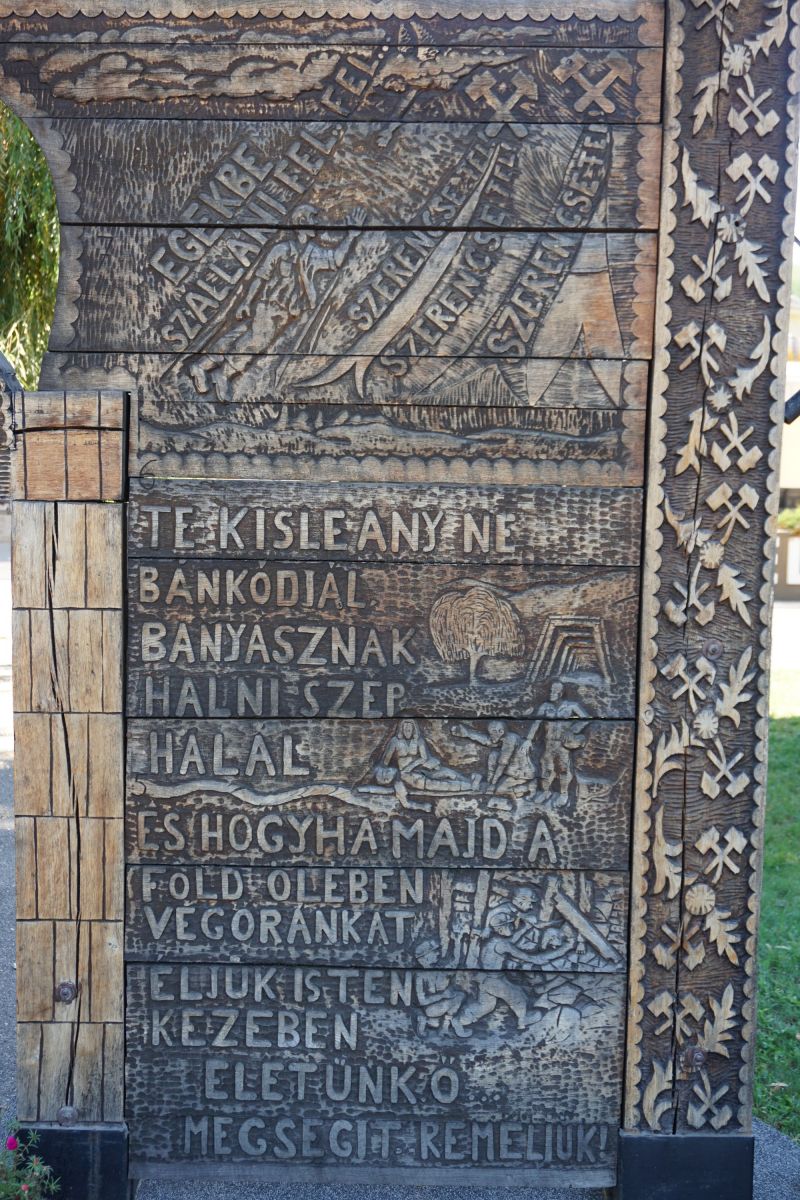 ÉGEKBE
SZÁLLANI FEL. FEL.
SZERENCSE FEL
SZERENCSE FEL
SZERENCSE FEL
TE KISLEÁNY NE
BÁNKÓDJÁL,
BÁNYÁSZNAK
HALNI SZÉP
HALÁL
ÉS HOGYHA MAJD A
FÖLD ÖLÉBEN
VÉGÓRÁNKAT
ÉLJÜK ISTEN
KEZÉBEN
ÉLETÜNK Ő
MEGSEGÍT REMÉLJÜK!